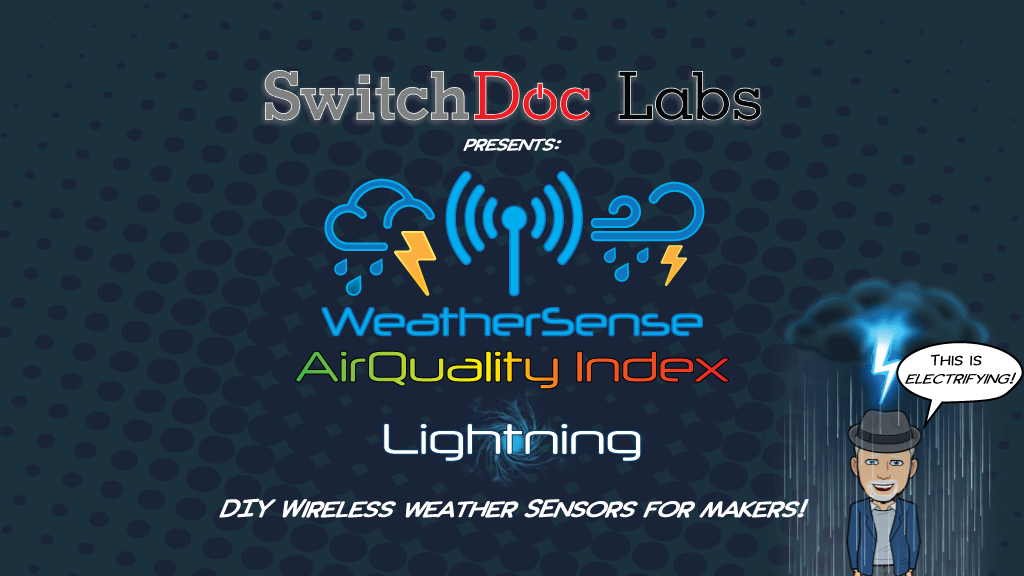 SwitchDoc Labs
PRESENTS:
WeatherSense
AirQuality Index
Lightning
DIY WIRELESS WEATHER SENSORS FOR MAKERS!
THIS IS
ELECTRIFYING!